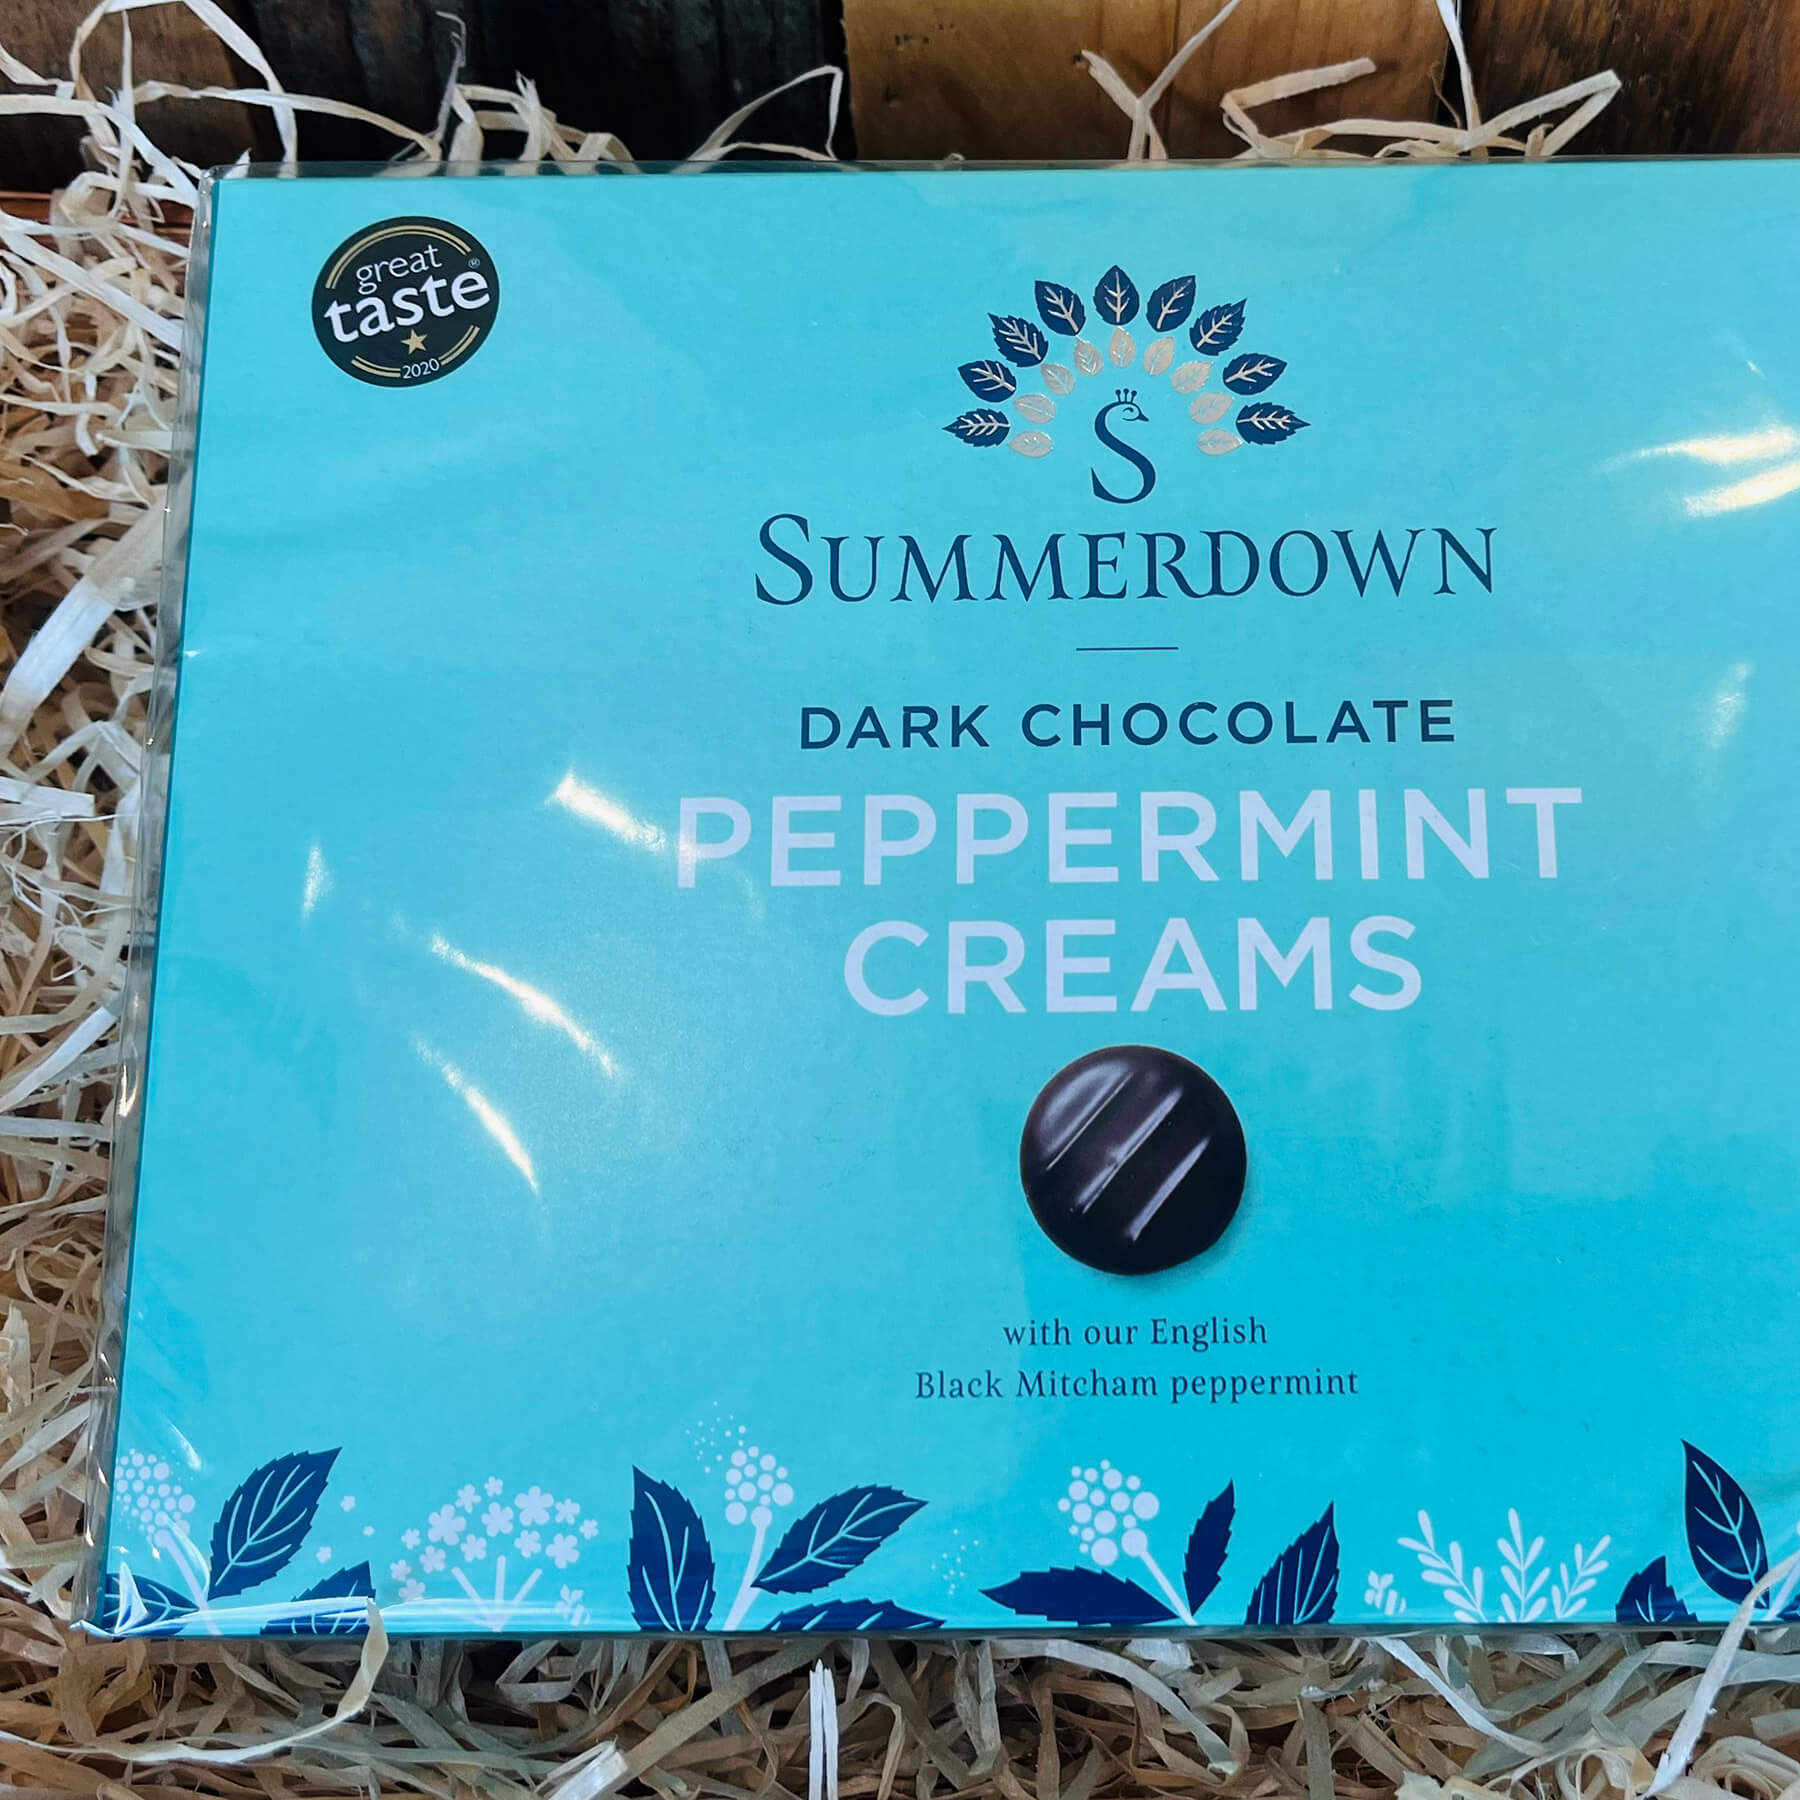 great
taste®
2020
SUMMERDOWN
DARK CHOCOLATE
PEPPERMINT
CREAMS
with our English
Black Mitcham peppermint